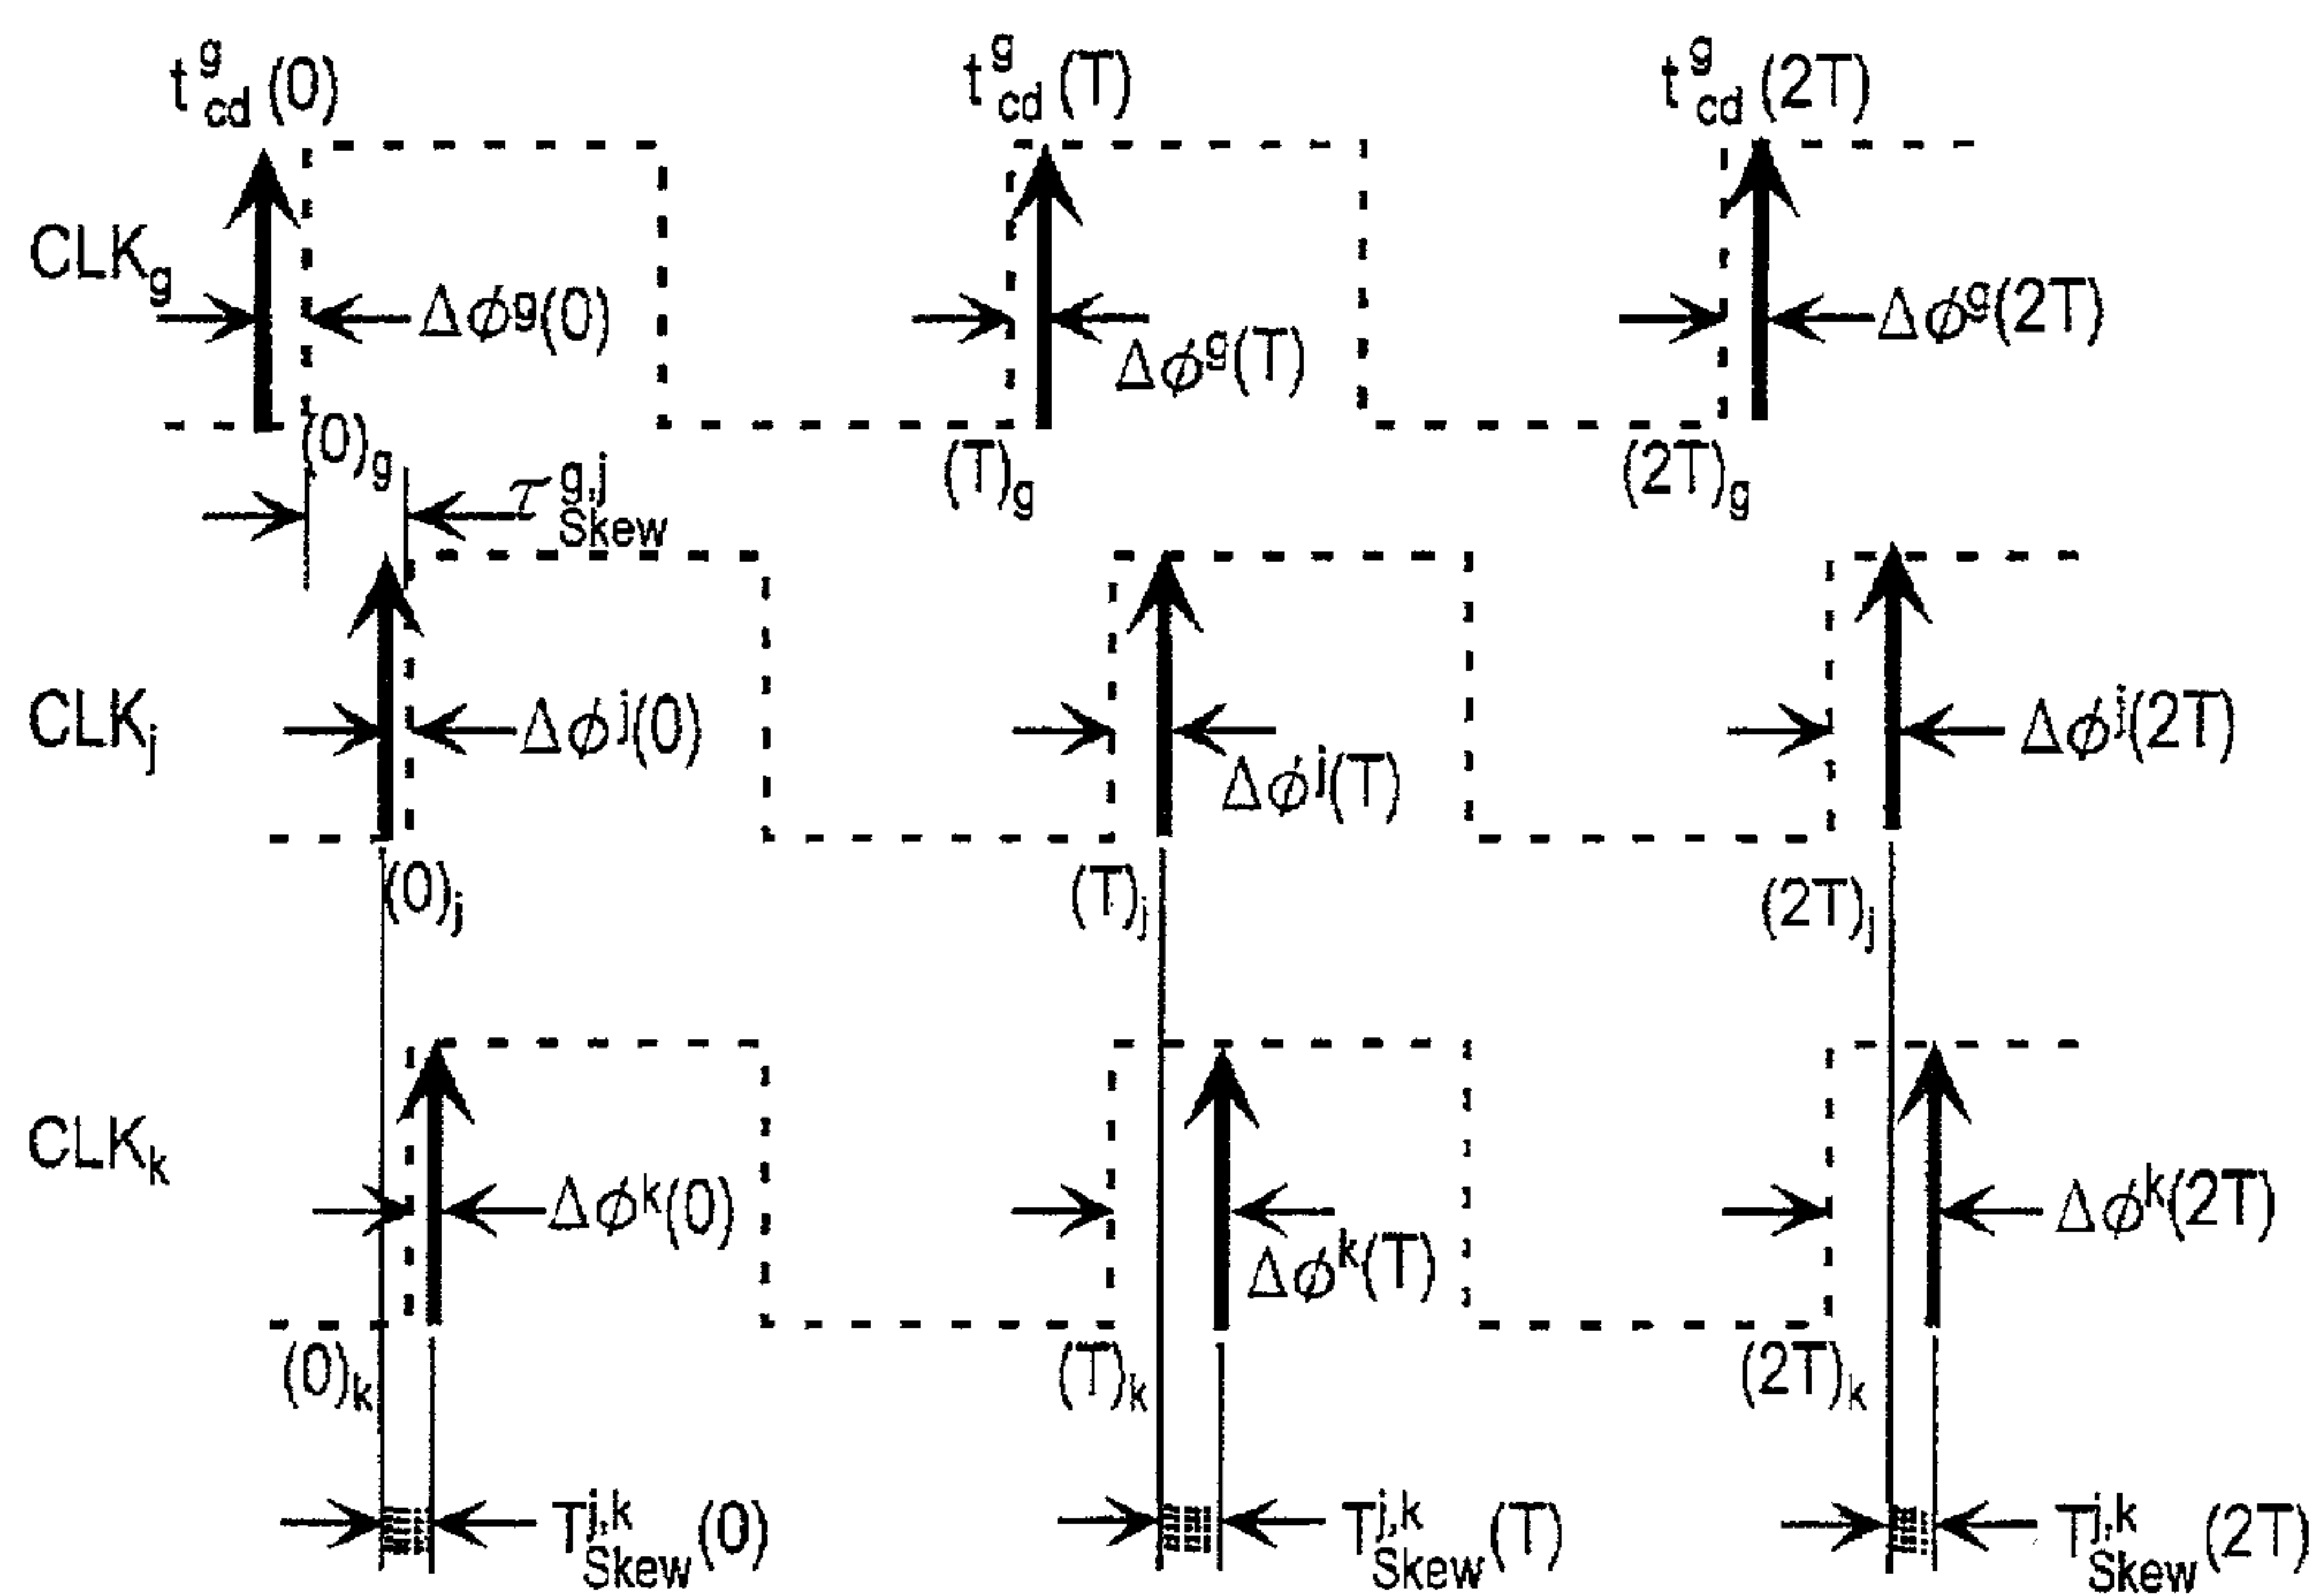 t^g_cd(0) t^g_cd(T) t^g_cd(2T)
CLK_g Δϕ^g(0) Δϕ^g(T) Δϕ^g(2T)
(0)_g (T)_g (2T)_g
τ^g,j_Skew
CLK_j Δϕ^j(0) Δϕ^j(T) Δϕ^j(2T)
(0)_j (T)_j (2T)_j
CLK_k Δϕ^k(0) Δϕ^k(T) Δϕ^k(2T)
(0)_k (T)_k (2T)_k
T^j,k_Skew(0) T^j,k_Skew(T) T^j,k_Skew(2T)